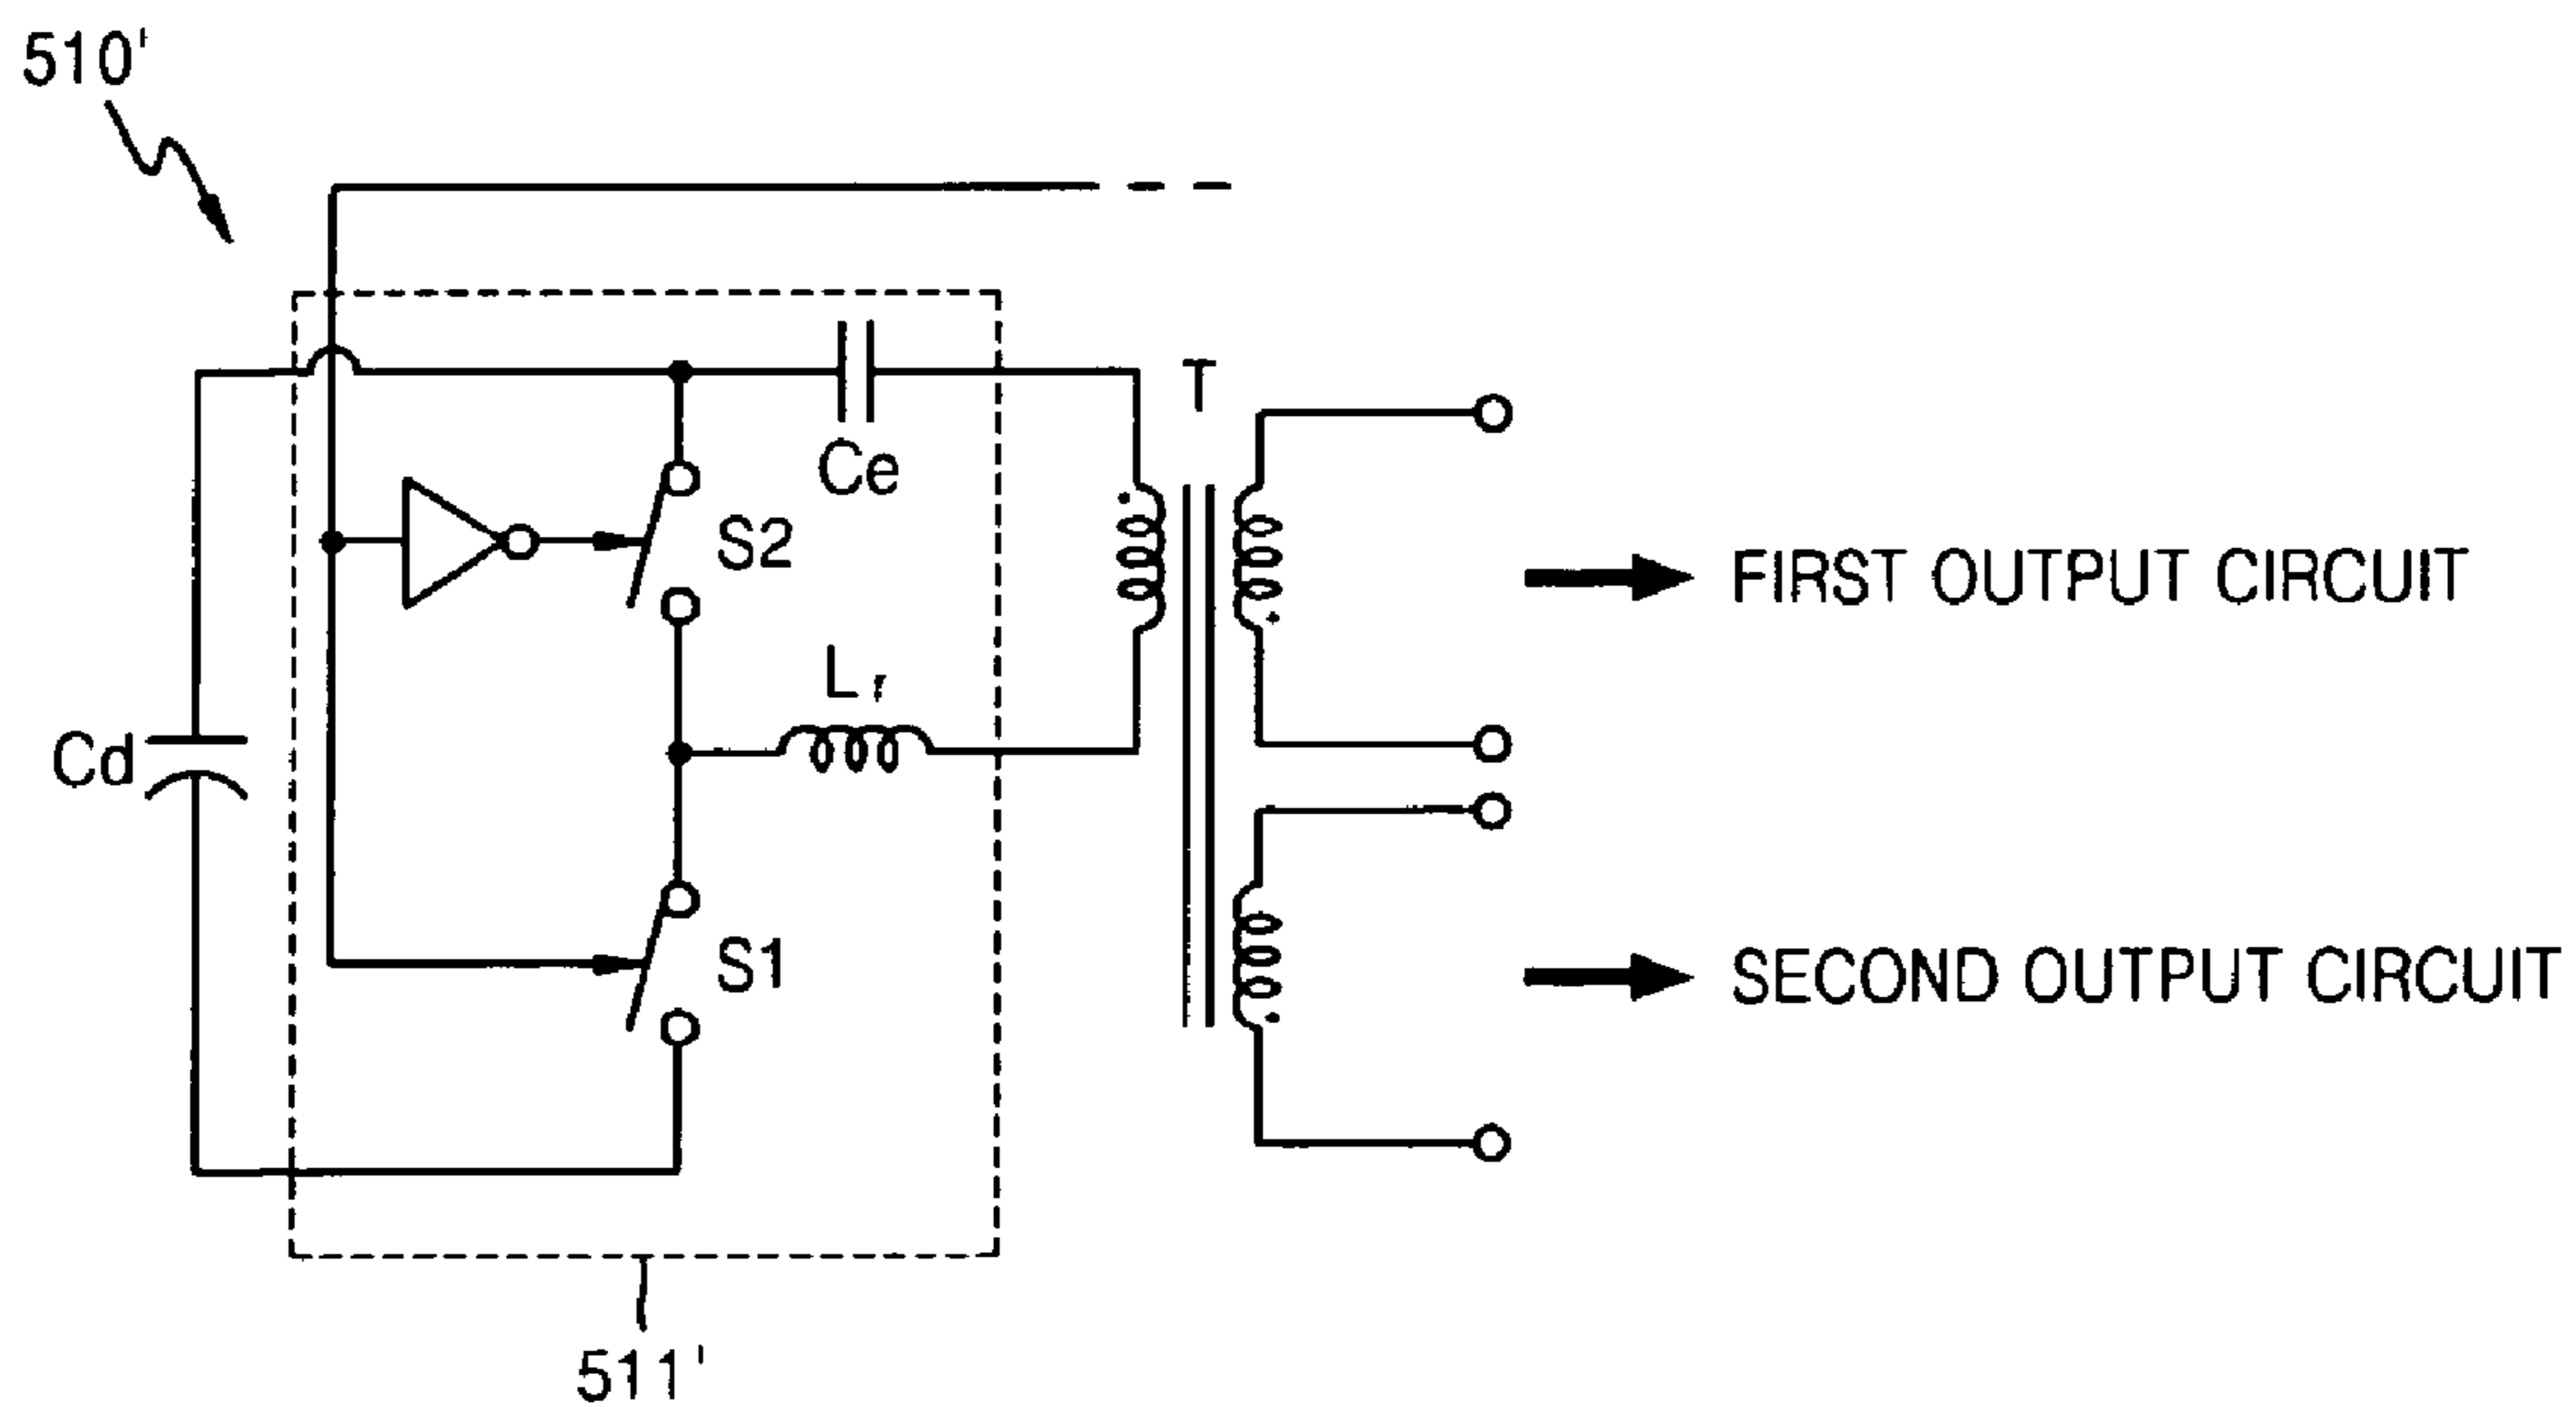 510'
T
Ce
S2
FIRST OUTPUT CIRCUIT
Lr
Cd
S1
SECOND OUTPUT CIRCUIT
511'